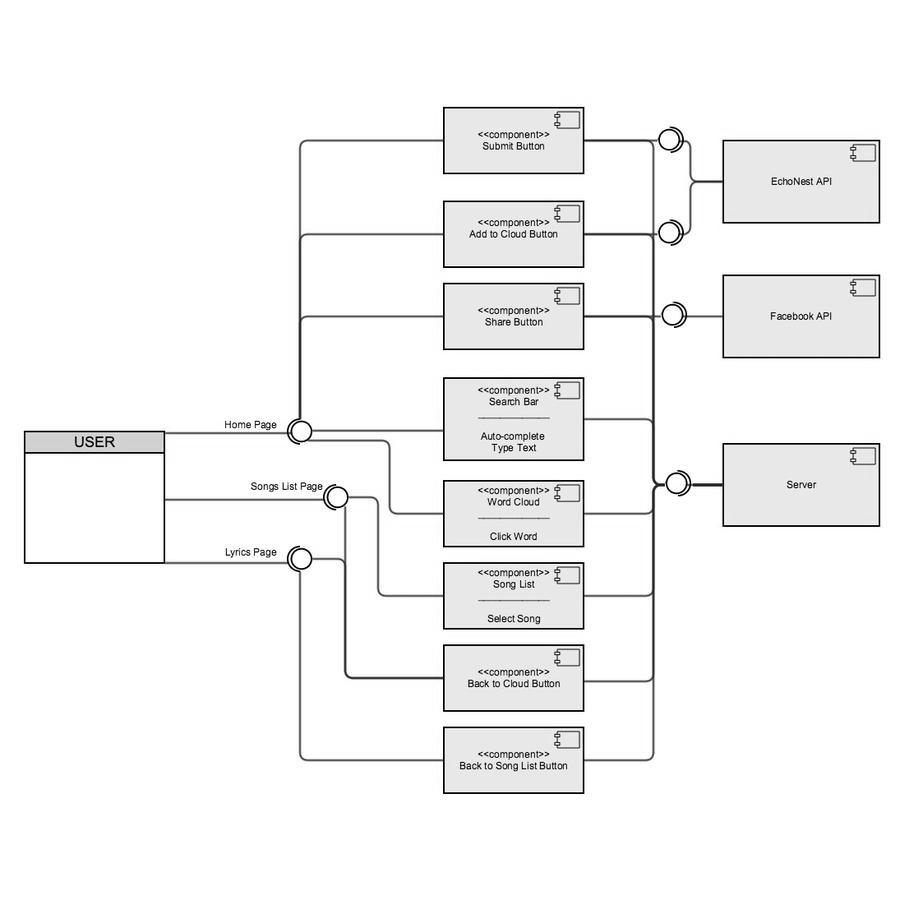 <<component>>
Submit Button
EchoNest API
<<component>>
Add to Cloud Button
<<component>>
Share Button
Facebook API
<<component>>
Search Bar
Auto-complete
Type Text
Home Page
USER
Songs List Page
Lyrics Page
<<component>>
Word Cloud
Click Word
Server
<<component>>
Song List
Select Song
<<component>>
Back to Cloud Button
<<component>>
Back to Song List Button